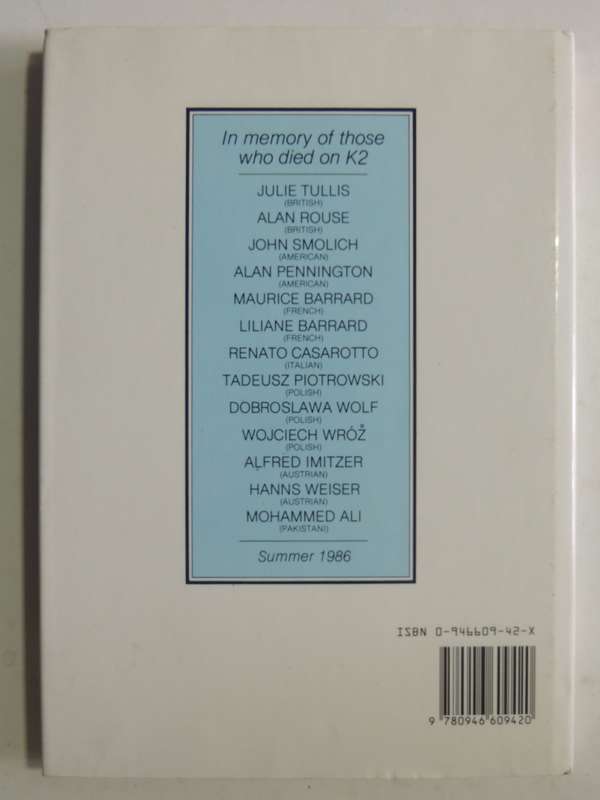 In memory of those
who died on K2
JULIE TULLIS
(BRITISH)
ALAN ROUSE
(BRITISH)
JOHN SMOLICH
(AMERICAN)
ALAN PENNINGTON
(AMERICAN)
MAURICE BARRARD
(FRENCH)
LILIANE BARRARD
(FRENCH)
RENATO CASAROTTO
(ITALIAN)
TADEUSZ PIOTROWSKI
(POLISH)
DOBROSLAWA WOLF
(POLISH)
WOJCIECH WRÓŻ
(POLISH)
ALFRED IMITZER
(AUSTRIAN)
HANNS WEISER
(AUSTRIAN)
MOHAMMED ALI
(PAKISTANI)
Summer 1986
ISBN 0-946609-42-X
9 780946 609420